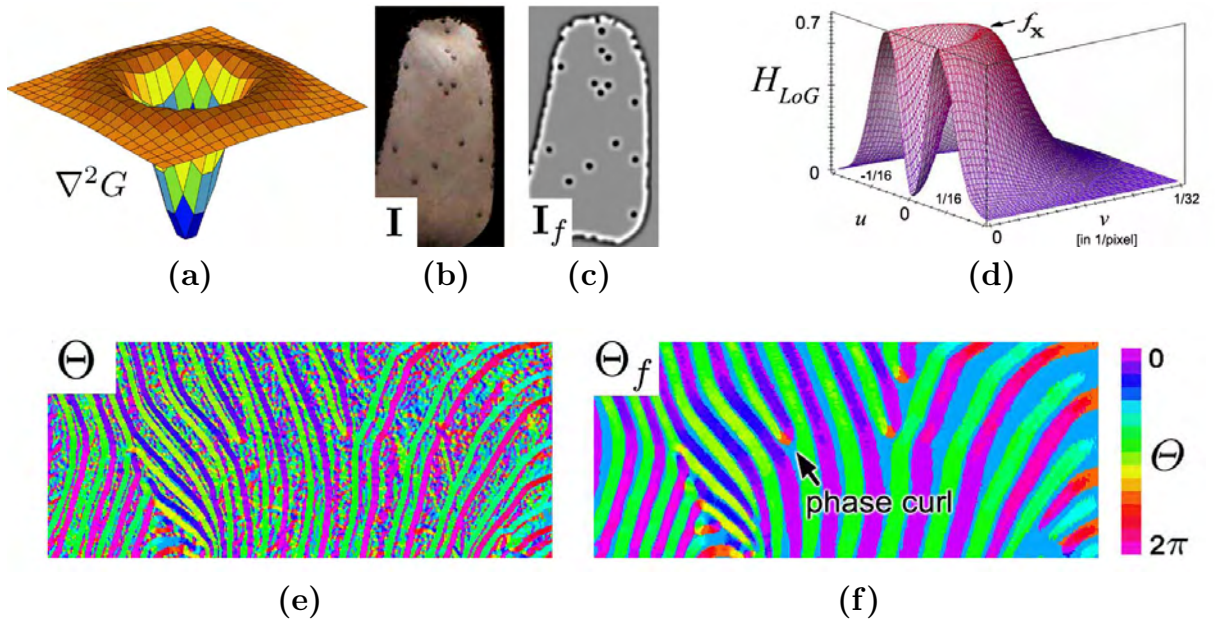 ∇²G
(a)
I
(b)
I_f
(c)
0.7
H_LoG
0
f_x
-1/16
u
0
1/16
0
v
[in 1/pixel]
1/32
(d)
Θ
(e)
Θ_f
phase curl
(f)
0
Θ
2π